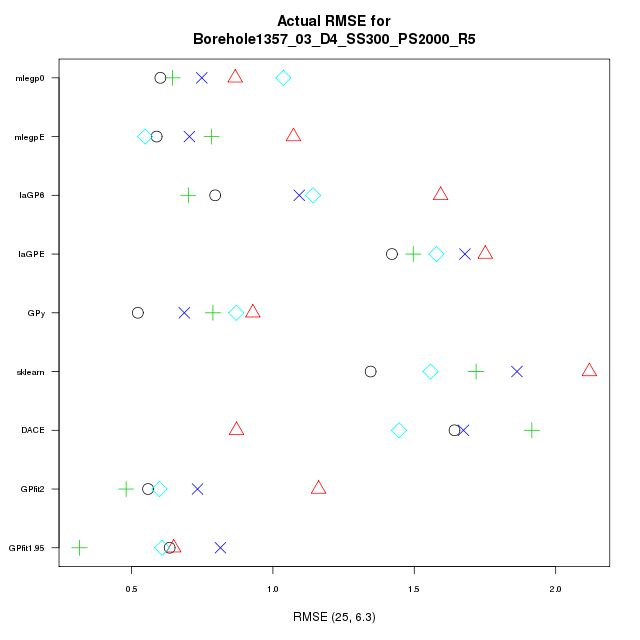 Actual RMSE for
Borehole1357_03_D4_SS300_PS2000_R5
mlegp0
mlegpE
laGP6
laGPE
GPy
sklearn
DACE
GPfit2
GPfit1.95
0.5 1.0 1.5 2.0
RMSE (25, 6.3)